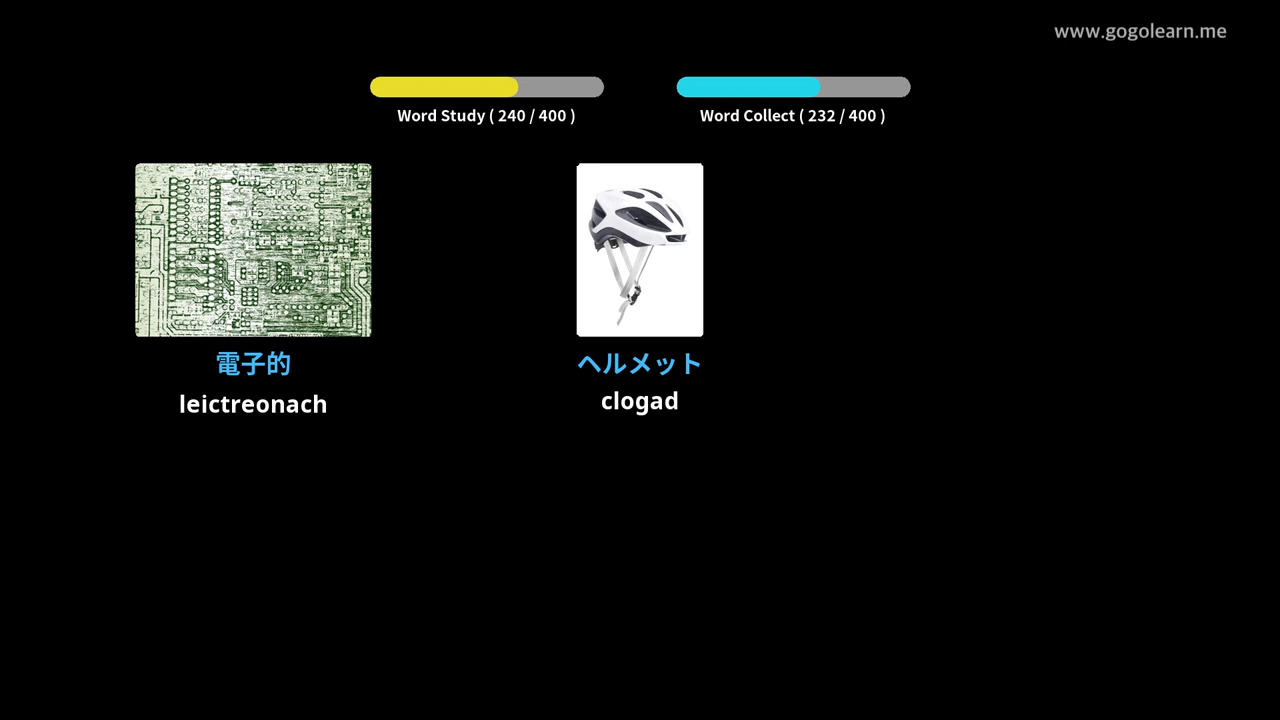 www.gogolearn.me
Word Study ( 240 / 400 )
Word Collect ( 232 / 400 )
電子的
leictreonach
ヘルメット
clogad